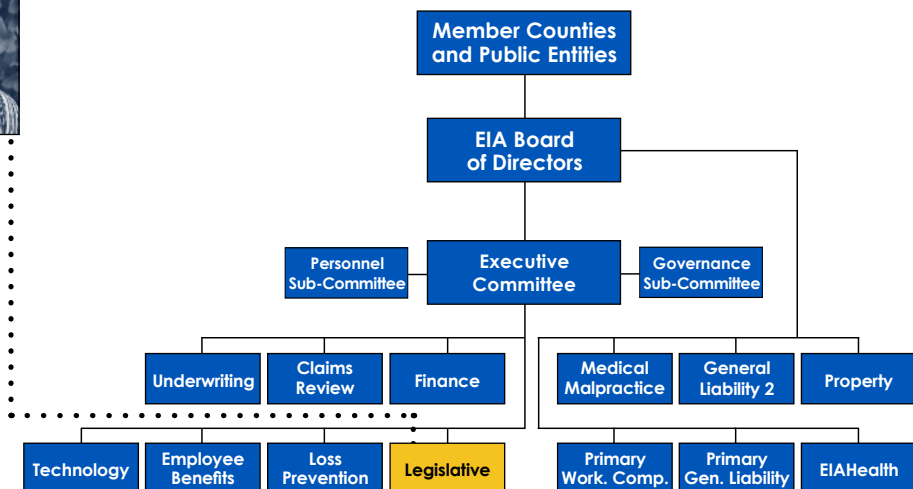 Member Counties
and Public Entities
EIA Board
of Directors
Personnel
Sub-Committee
Executive
Committee
Governance
Sub-Committee
Underwriting
Claims
Review
Finance
Medical
Malpractice
General
Liability 2
Property
Technology
Employee
Benefits
Loss
Prevention
Legislative
Primary
Work. Comp.
Primary
Gen. Liability
EIAHealth